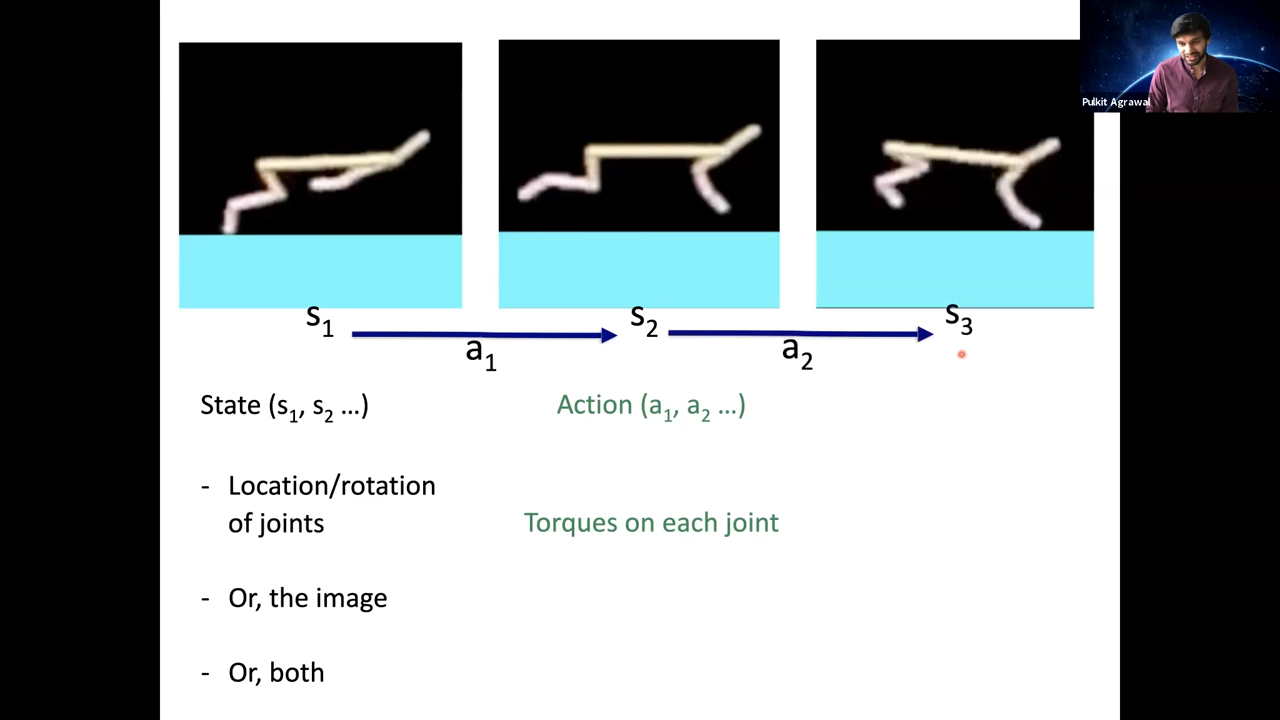 Pulkit Agrawal
s1 s2 s3
a1 a2
State (s1, s2 ...) Action (a1, a2 ...)
- Location/rotation
of joints
Torques on each joint
- Or, the image
- Or, both